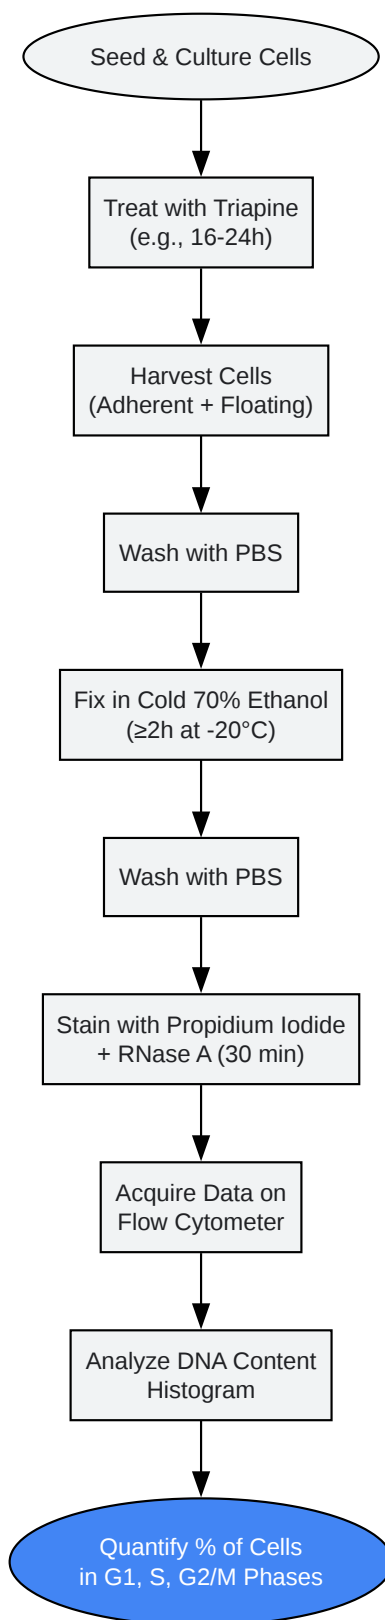 Seed & Culture Cells
Treat with Triapine
(e.g., 16-24h)
Harvest Cells
(Adherent + Floating)
Wash with PBS
Fix in Cold 70% Ethanol
(≥2h at -20°C)
Wash with PBS
Stain with Propidium Iodide
+ RNase A (30 min)
Acquire Data on
Flow Cytometer
Analyze DNA Content
Histogram
Quantify % of Cells
in G1, S, G2/M Phases